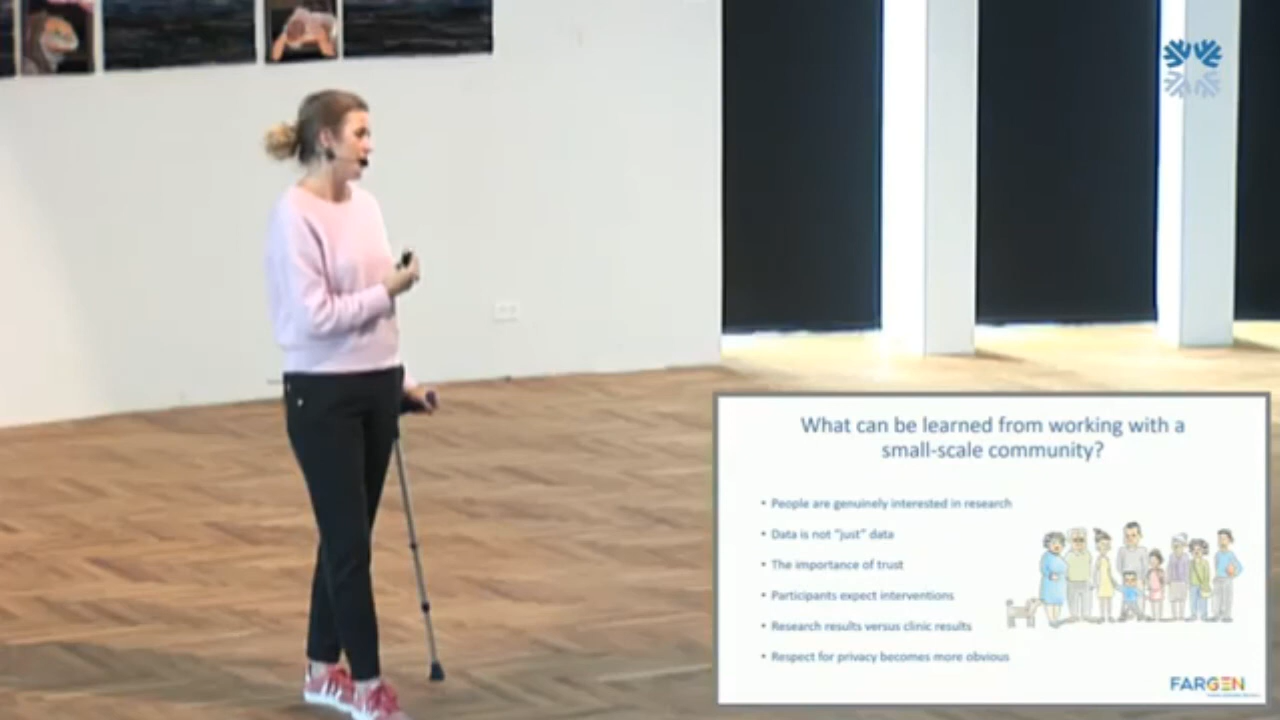 What can be learned from working with a
small-scale community?
• People are genuinely interested in research
• Data is not "just" data
• The importance of trust
• Participants expect interventions
• Research results versus clinic results
• Respect for privacy becomes more obvious
FARGEN